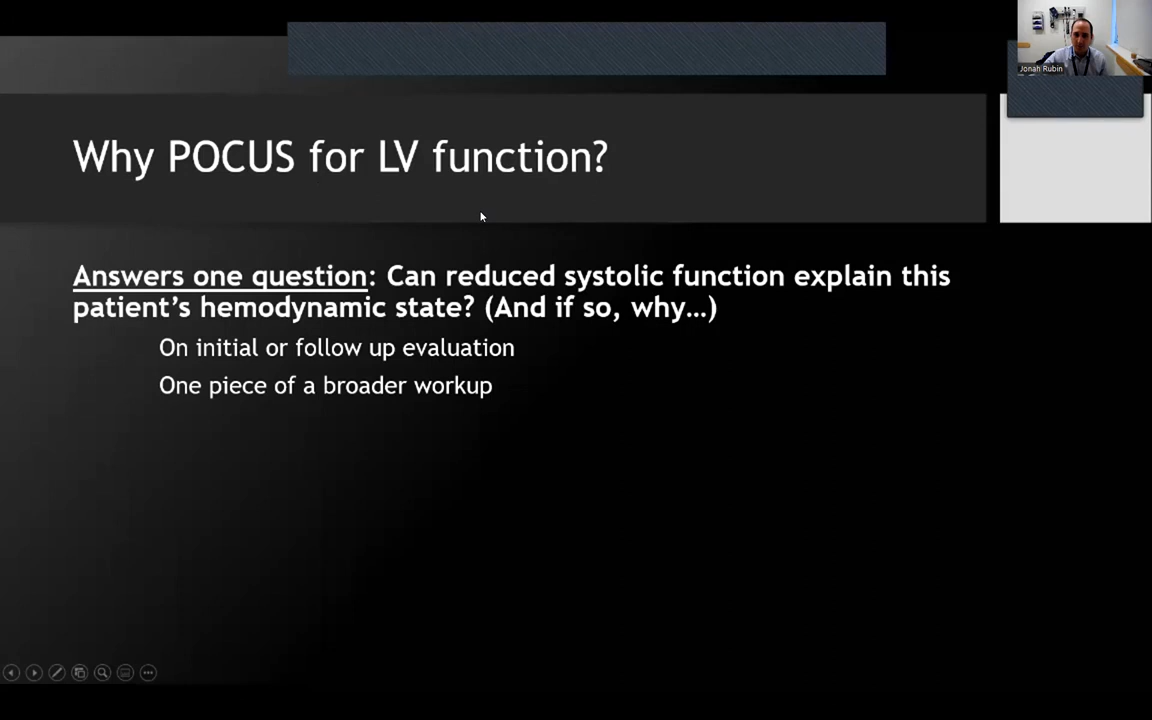 Jonah Rubin
Why POCUS for LV function?
Answers one question: Can reduced systolic function explain this
patient’s hemodynamic state? (And if so, why…)
On initial or follow up evaluation
One piece of a broader workup